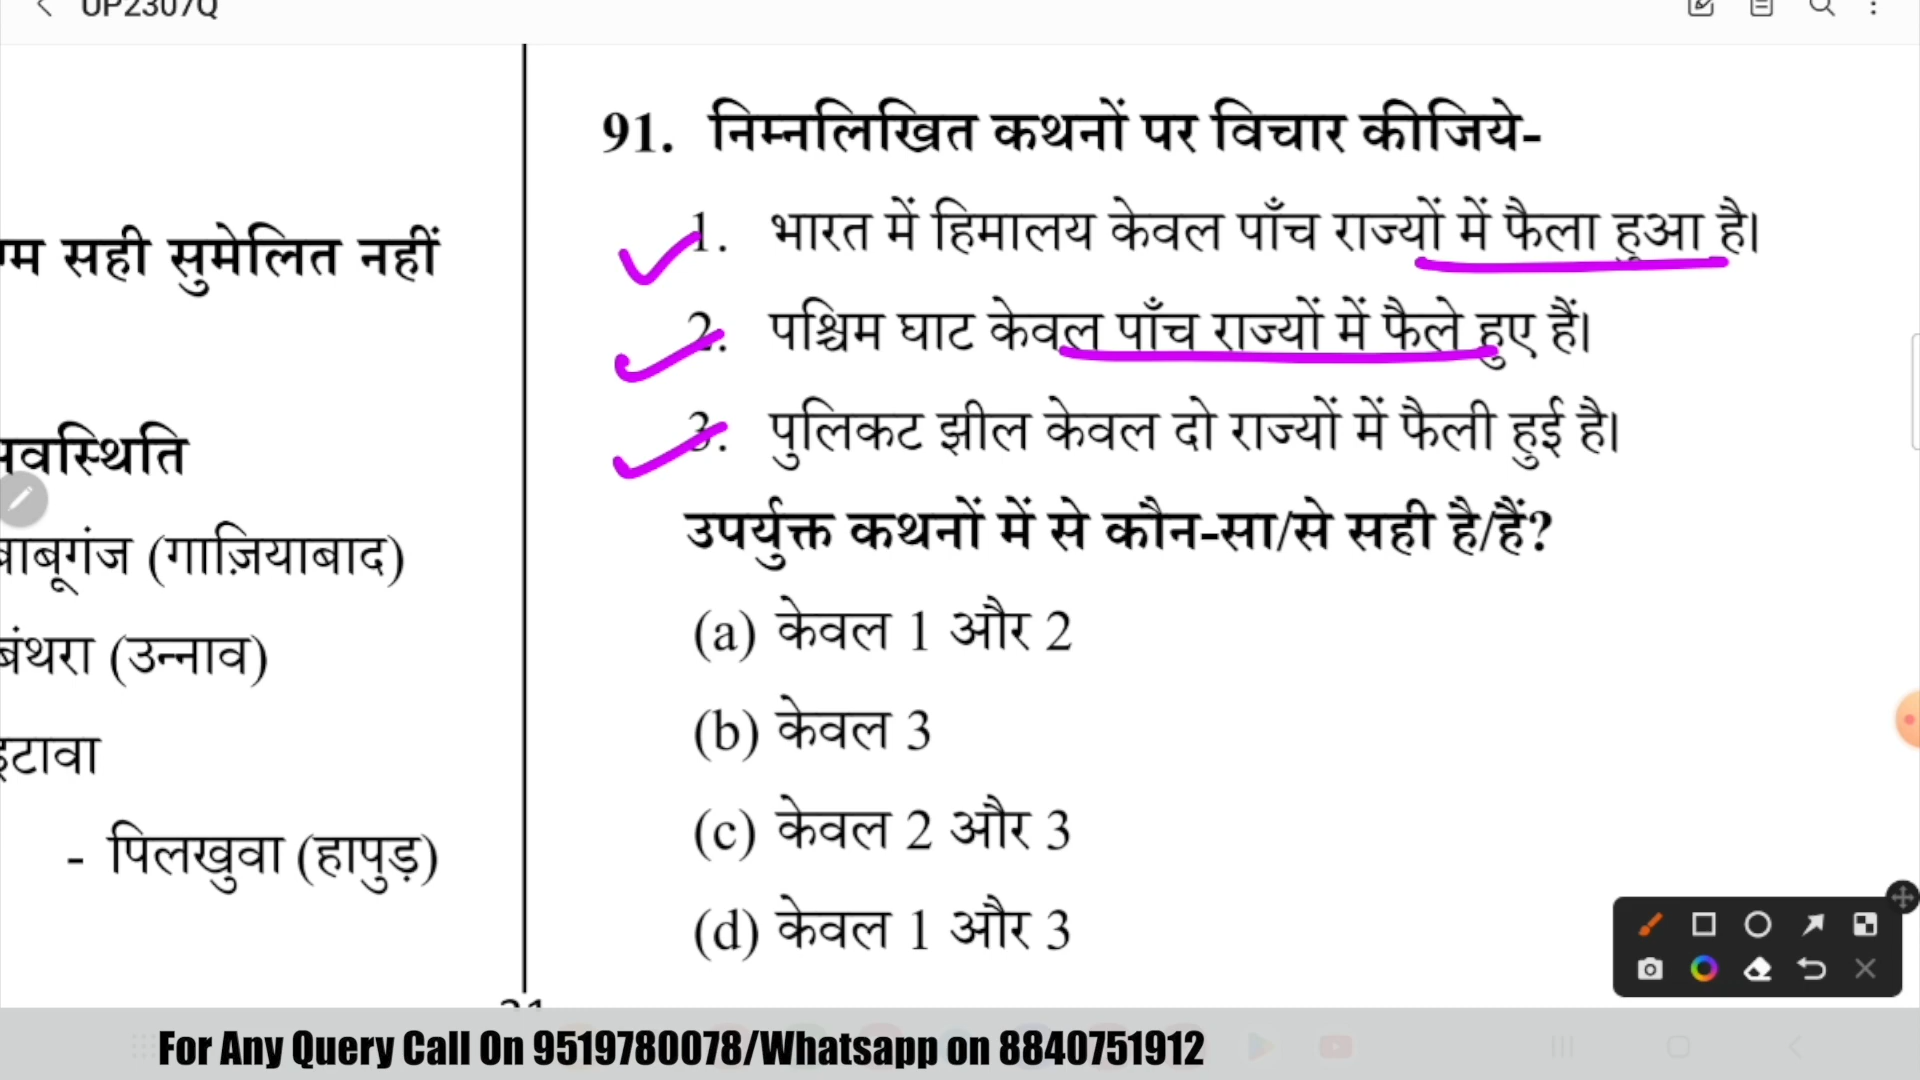 UP2307Q
सही सुमेलित नहीं
बाबूगंज (गाज़ियाबाद)
बंथरा (उन्नाव)
इटावा
- पिलखुवा (हापुड़)
91. निम्नलिखित कथनों पर विचार कीजिये-
1. भारत में हिमालय केवल पाँच राज्यों में फैला हुआ है।
2. पश्चिम घाट केवल पाँच राज्यों में फैले हुए हैं।
3. पुलिकट झील केवल दो राज्यों में फैली हुई है।
उपर्युक्त कथनों में से कौन-सा/से सही है/हैं?
(a) केवल 1 और 2
(b) केवल 3
(c) केवल 2 और 3
(d) केवल 1 और 3
For Any Query Call On 9519780078/Whatsapp on 8840751912